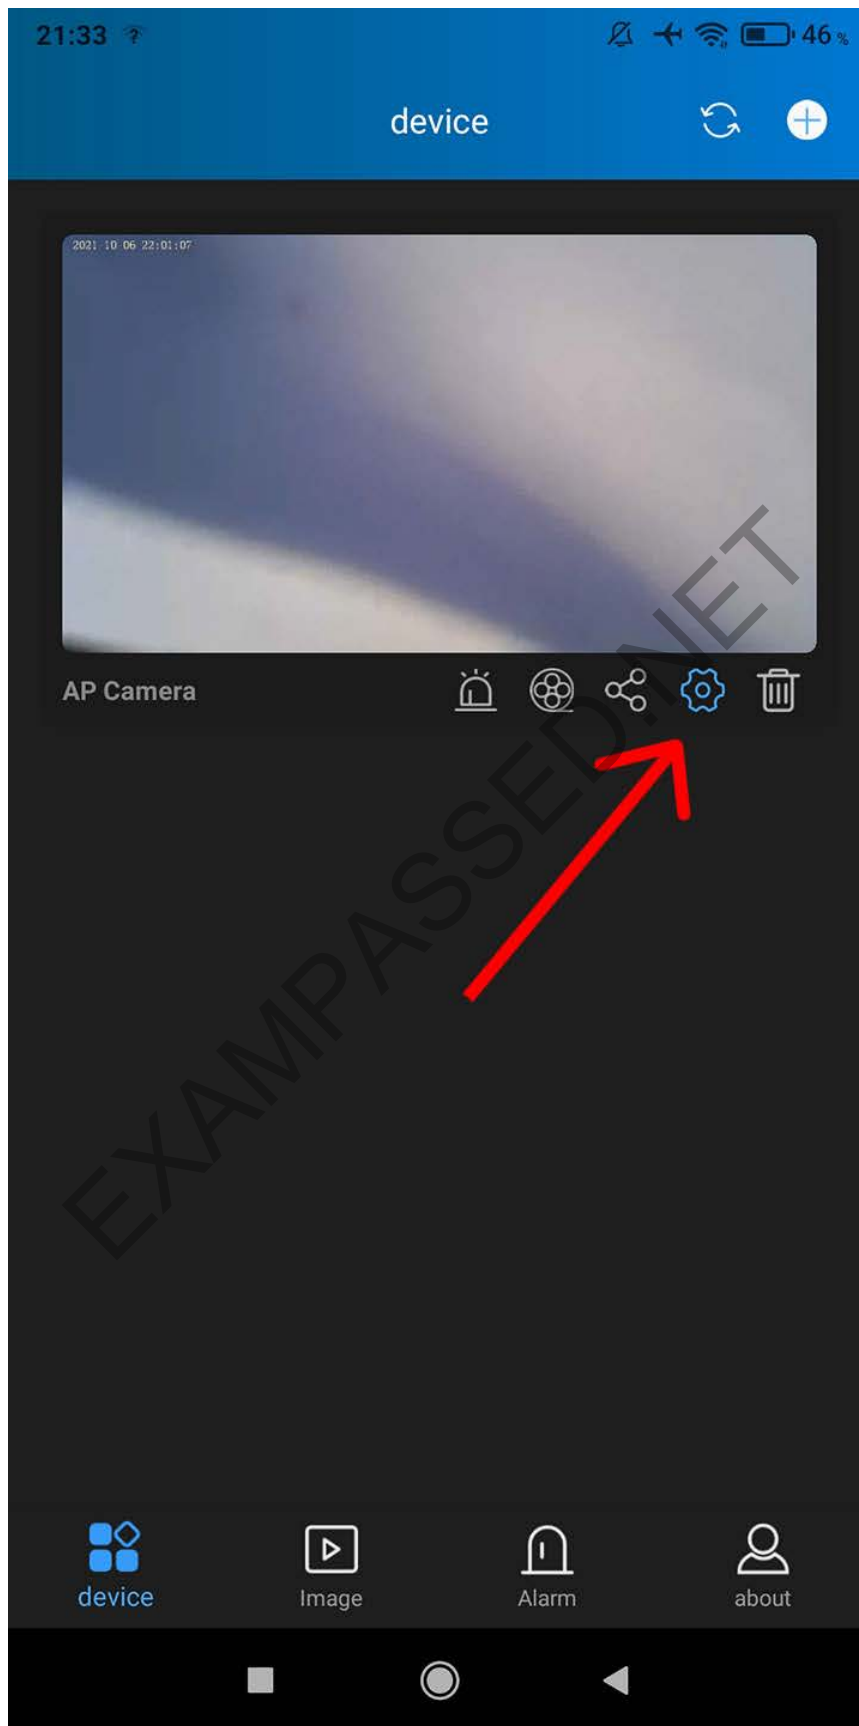 21:33
46 %
device
2021 10 06 22:01:07
AP Camera
EXAMPASSED.NET
device
Image
Alarm
about